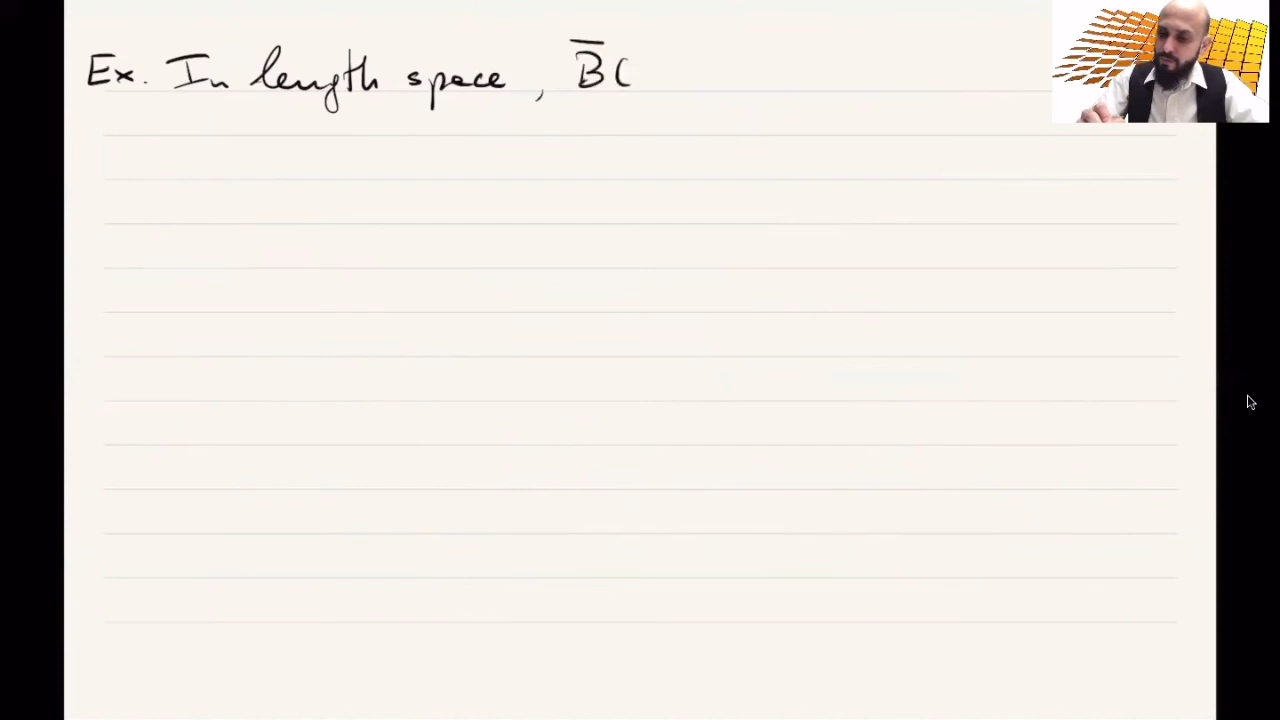 Ex. In length space, B̅(